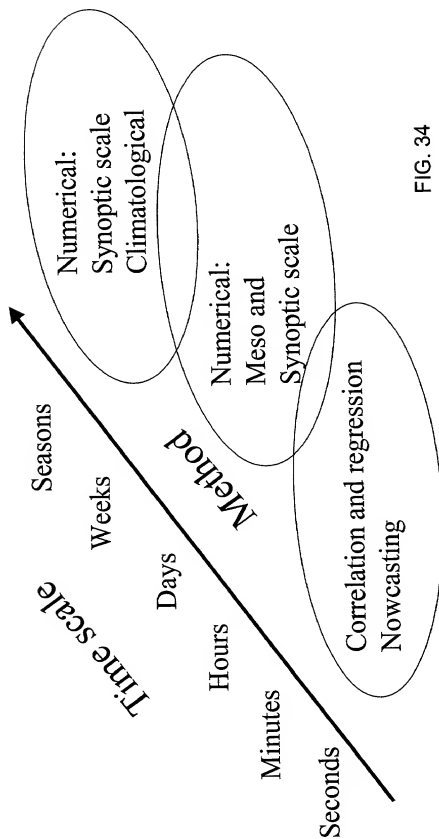 Time scale
Seasons
Weeks
Days
Hours
Minutes
Seconds
Method
Numerical:
Synoptic scale
Climatological
Numerical:
Meso and
Synoptic scale
Correlation and regression
Nowcasting
FIG. 34